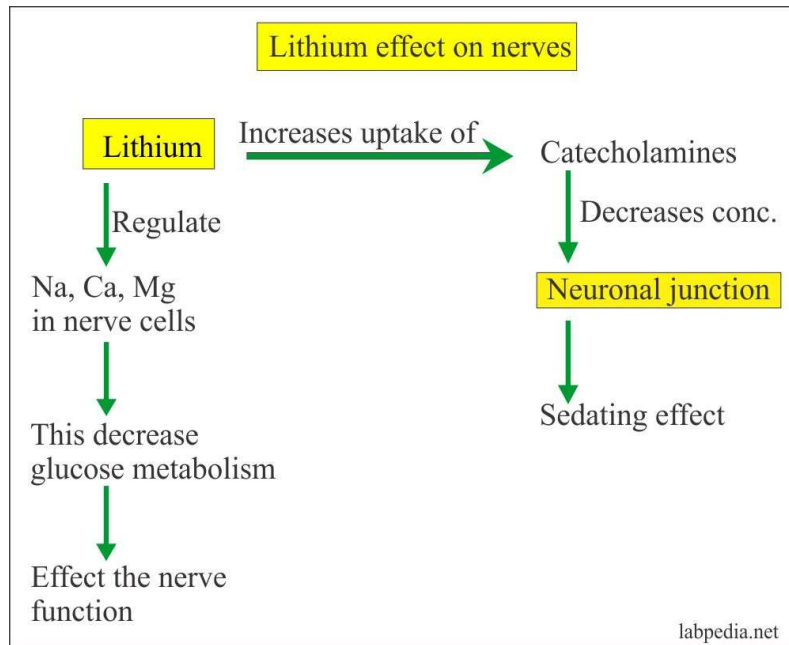 Lithium effect on nerves
Lithium
Increases uptake of
Catecholamines
Regulate
Decreases conc.
Na, Ca, Mg
in nerve cells
Neuronal junction
This decrease
glucose metabolism
Sedating effect
Effect the nerve
function
labpedia.net